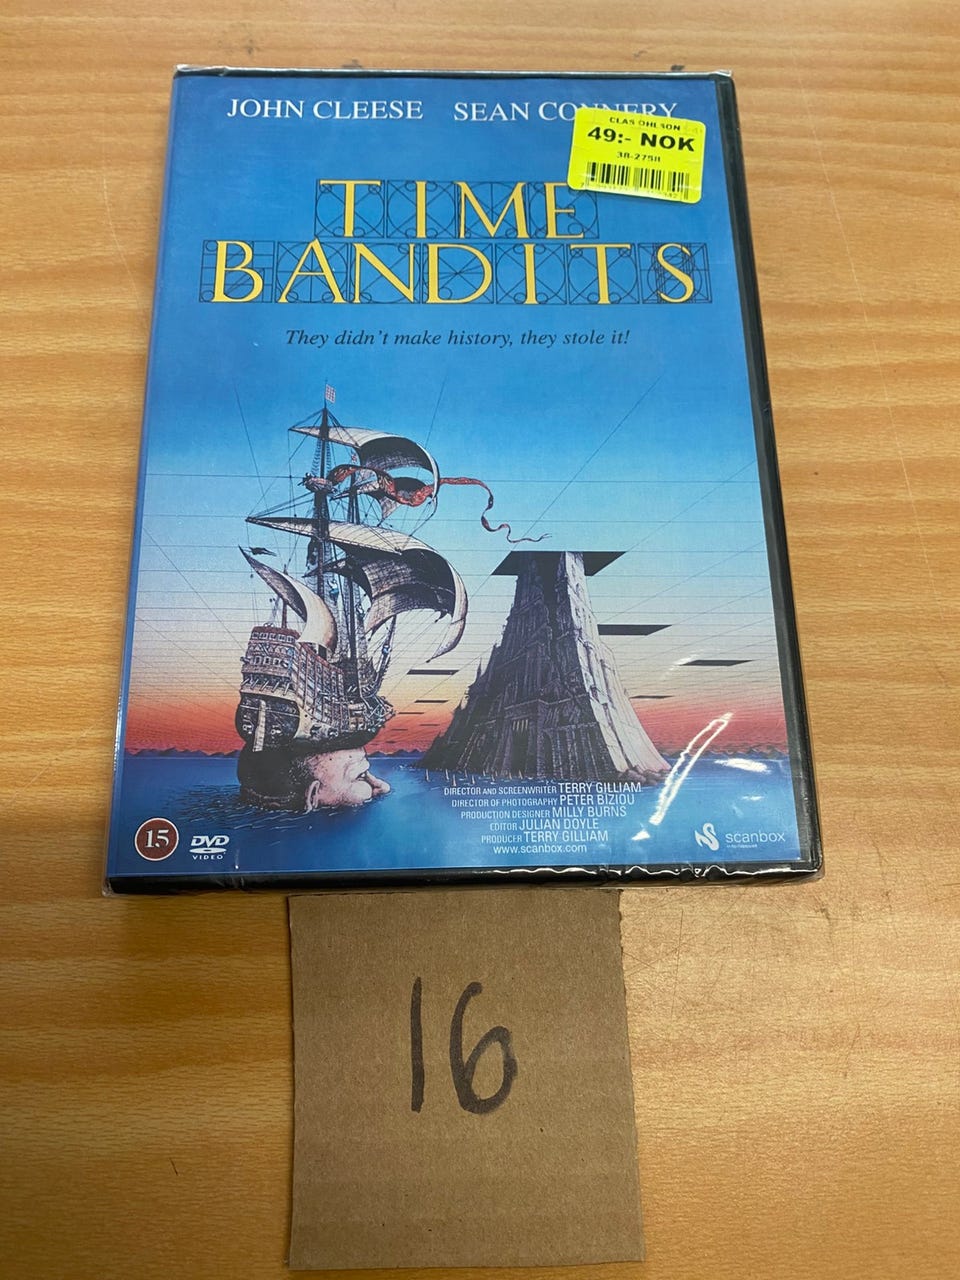 JOHN CLEESE SEAN CONNERY
CLAS OHLSON
49:- NOK
38-2758
TIME
BANDITS
They didn't make history, they stole it!
DIRECTOR AND SCREENWRITER TERRY GILLIAM
DIRECTOR OF PHOTOGRAPHY PETER BIZIOU
PRODUCTION DESIGNER MILLY BURNS
EDITOR JULIAN DOYLE
PRODUCER TERRY GILLIAM
www.scanbox.com
15
DVD
VIDEO
scanbox
16